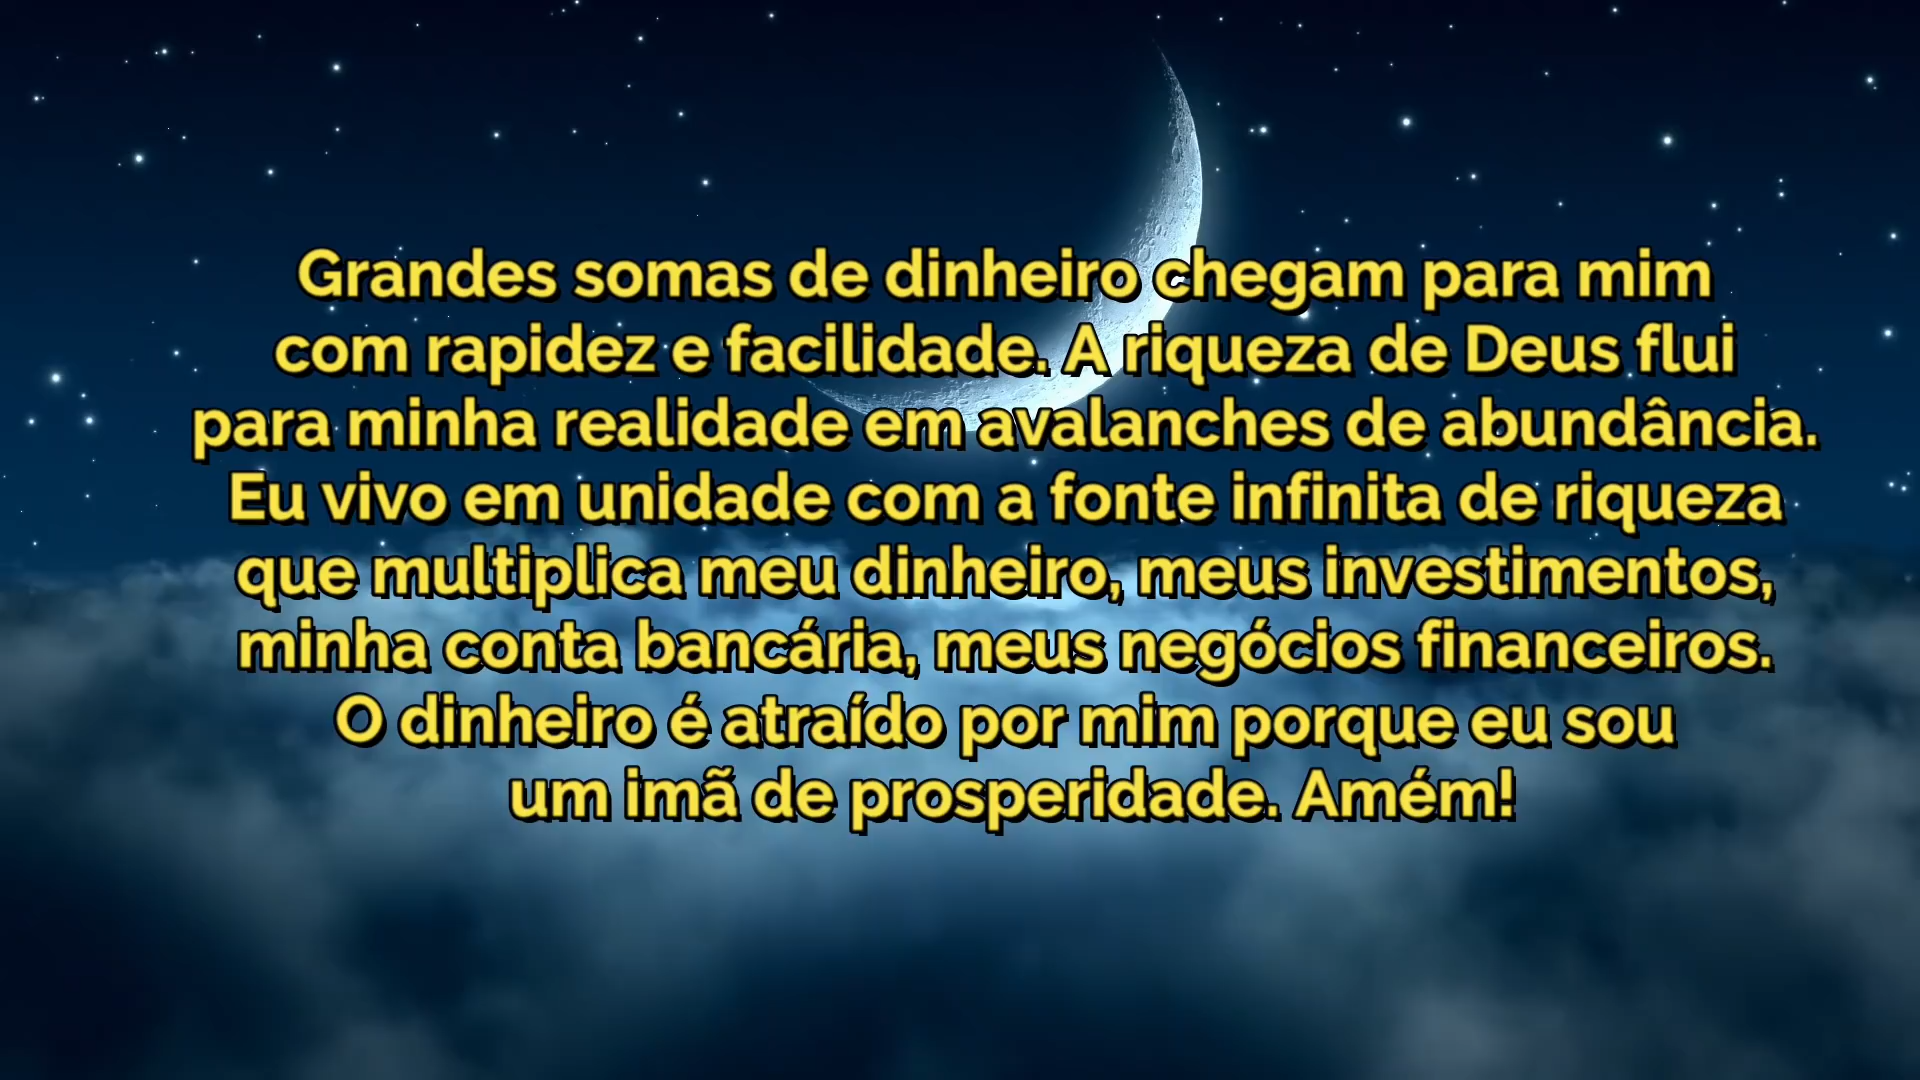 Grandes somas de dinheiro chegam para mim
com rapidez e facilidade. A riqueza de Deus flui
para minha realidade em avalanches de abundância.
Eu vivo em unidade com a fonte infinita de riqueza
que multiplica meu dinheiro, meus investimentos,
minha conta bancária, meus negócios financeiros.
O dinheiro é atraído por mim porque eu sou
um imã de prosperidade. Amém!